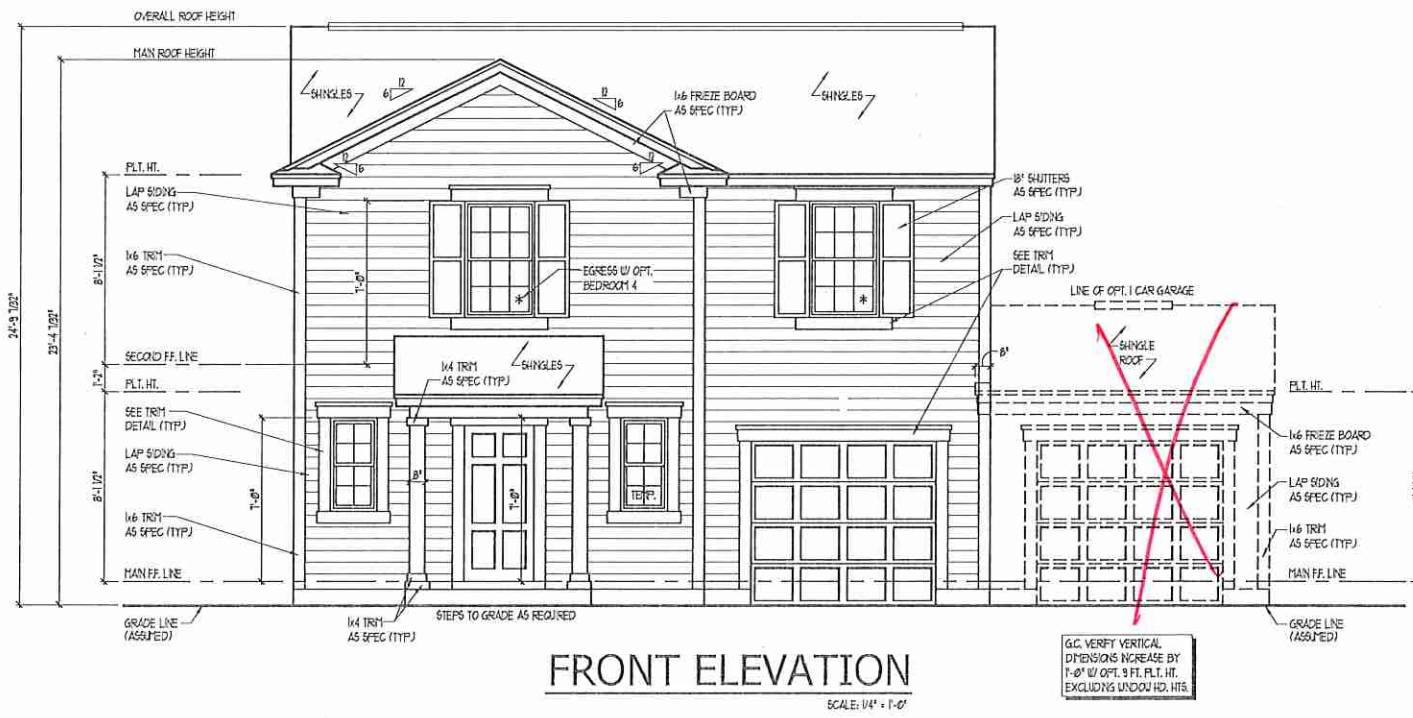 OVERALL ROOF HEIGHT
MAIN ROOF HEIGHT
SHINGLES
12
6
12
6
1x6 FRIEZE BOARD
AS SPEC (TYP.)
SHINGLES
12
6
12
6
PLT. HT.
LAP SIDING
AS SPEC (TYP.)
18" SHUTTERS
AS SPEC (TYP.)
LAP SIDING
AS SPEC (TYP.)
1x6 TRIM
AS SPEC (TYP.)
SEE TRIM
DETAIL (TYP.)
8'-1 1/2"
7'-0"
EGRESS W/ OPT.
BEDROOM 4
*
*
LINE OF OPT. 1 CAR GARAGE
24'-9 7/32"
23'-4 7/32"
SHINGLE
ROOF
SECOND F.F. LINE
1x4 TRIM
AS SPEC (TYP.)
SHINGLES
8"
1'-2"
PLT. HT.
PLT. HT.
SEE TRIM
DETAIL (TYP.)
1x6 FRIEZE BOARD
AS SPEC (TYP.)
LAP SIDING
AS SPEC (TYP.)
8"
LAP SIDING
AS SPEC (TYP.)
8'-1 1/2"
7'-0"
7'-0"
TEMP.
1x6 TRIM
AS SPEC (TYP.)
1x6 TRIM
AS SPEC (TYP.)
MAIN F.F. LINE
MAIN F.F. LINE
GRADE LINE
(ASSUMED)
1x4 TRIM
AS SPEC (TYP.)
STEPS TO GRADE AS REQUIRED
GRADE LINE
(ASSUMED)
G.C. VERIFY VERTICAL
DIMENSIONS INCREASE BY
1'-0" W/ OPT. 9 FT. PLT. HT.
EXCLUDING WINDOW HD. HTS.
FRONT ELEVATION
SCALE: 1/4" = 1'-0"